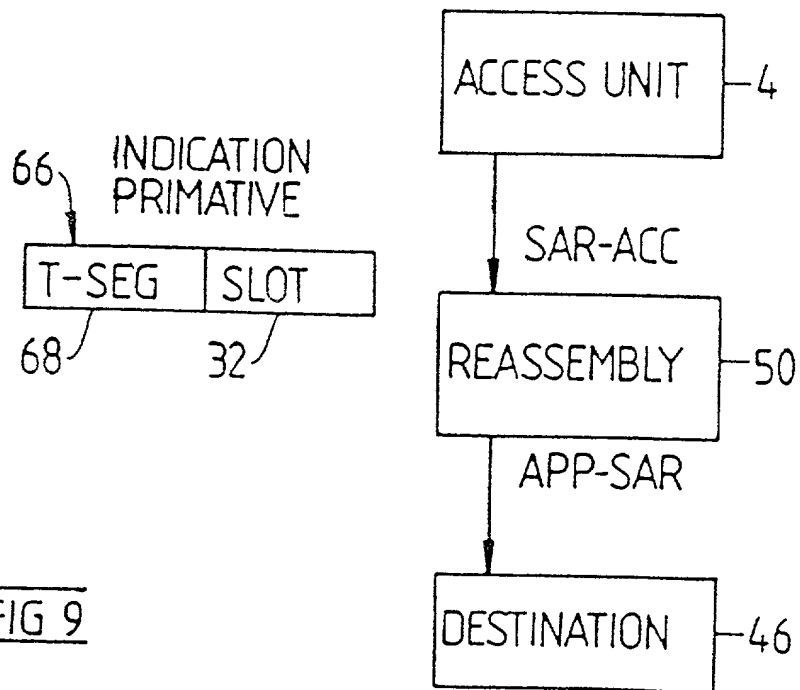 ACCESS UNIT
4
INDICATION
PRIMATIVE
66
T-SEG
SLOT
68
32
SAR-ACC
REASSEMBLY
50
APP-SAR
DESTINATION
46
FIG 9